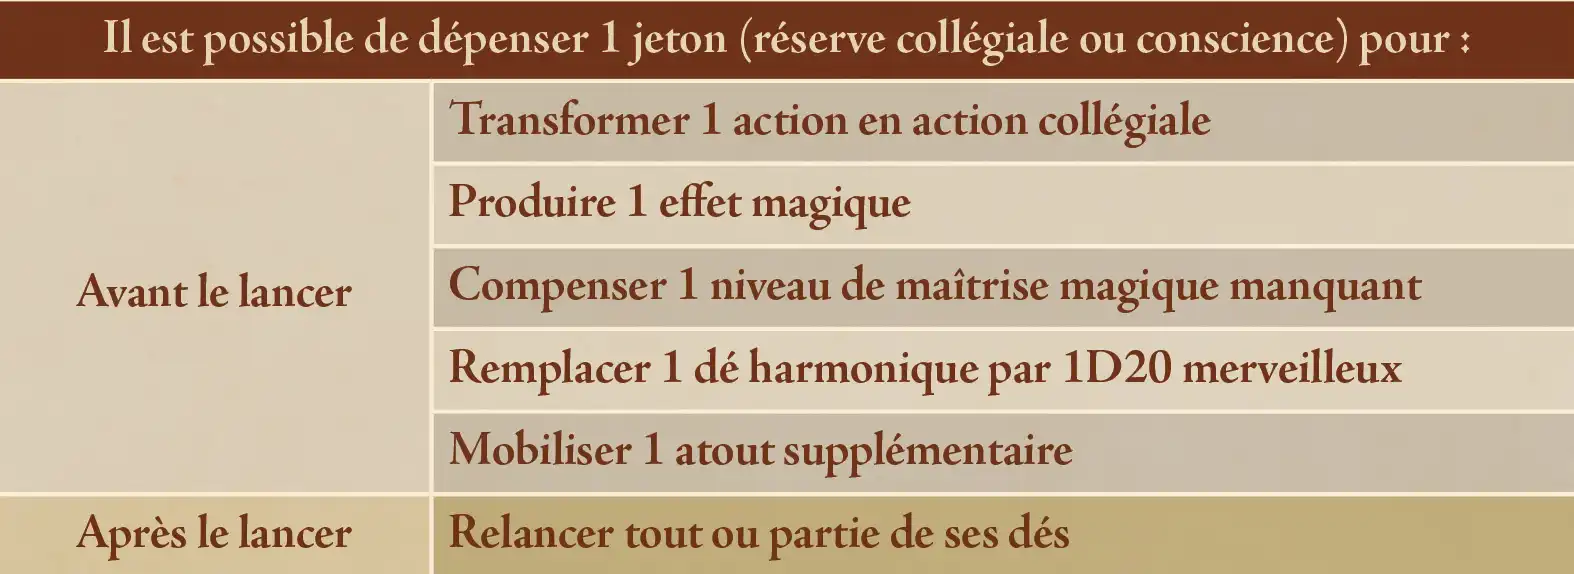 Il est possible de dépenser 1 jeton (réserve collégiale ou conscience) pour :
Avant le lancer
Transformer 1 action en action collégiale
Produire 1 effet magique
Compenser 1 niveau de maîtrise magique manquant
Remplacer 1 dé harmonique par 1D20 merveilleux
Mobiliser 1 atout supplémentaire
Après le lancer
Relancer tout ou partie de ses dés